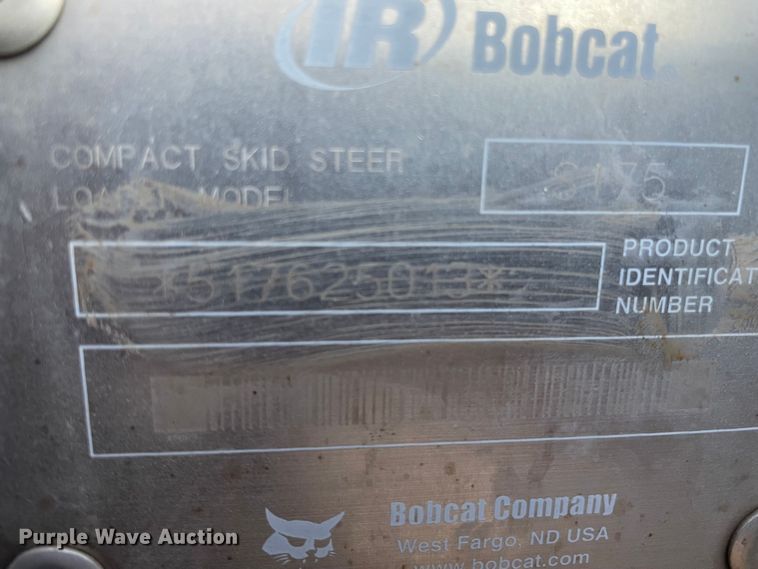 IR Bobcat
COMPACT SKID STEER
LOADER MODEL
S175
*517625013*
PRODUCT
IDENTIFICAT
NUMBER
Bobcat Company
West Fargo, ND USA
www.bobcat.com
Purple Wave Auction